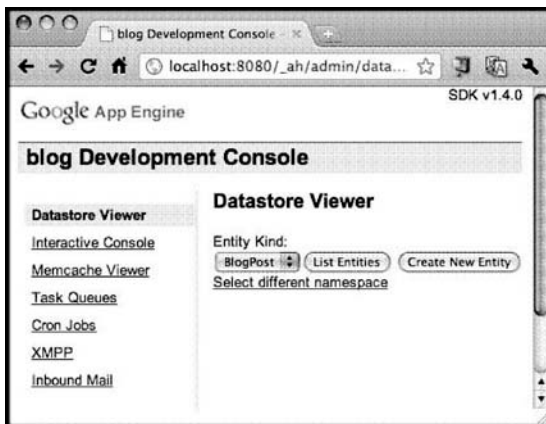 blog Development Console -
localhost:8080/_ah/admin/data...
SDK v1.4.0
Google App Engine
blog Development Console
Datastore Viewer
Interactive Console
Memcache Viewer
Task Queues
Cron Jobs
XMPP
Inbound Mail
Datastore Viewer
Entity Kind:
BlogPost List Entities Create New Entity
Select different namespace